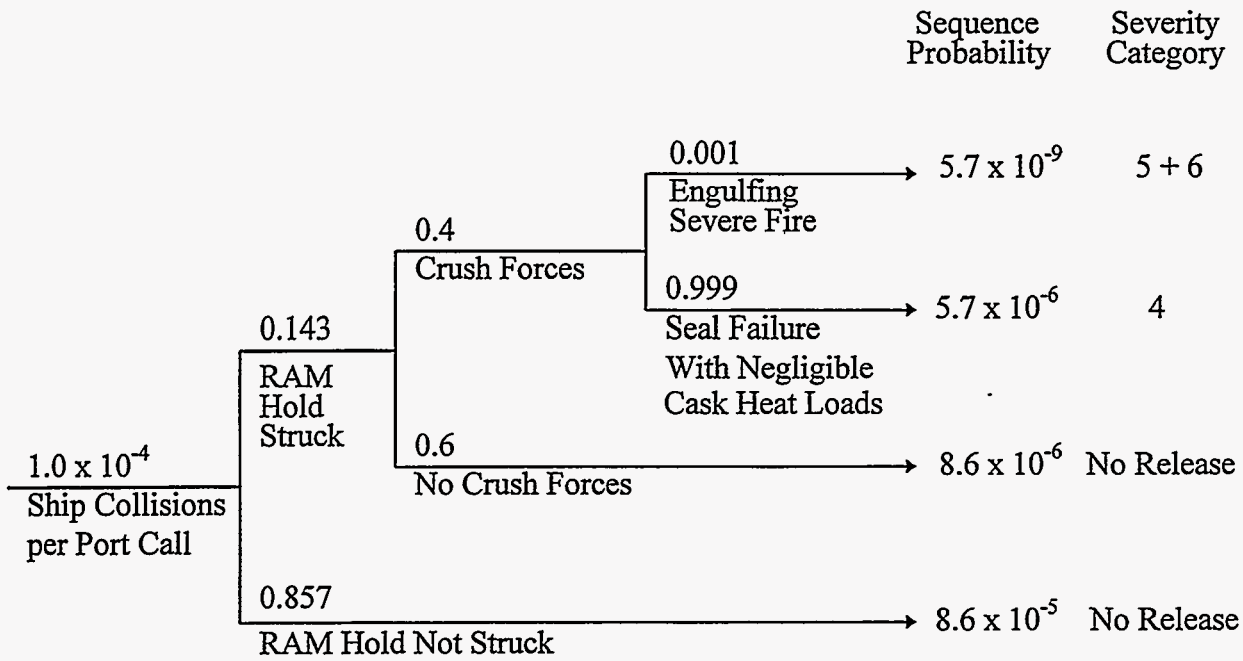 Sequence Probability
Severity Category
0.001
Engulfing
Severe Fire
5.7 x 10⁻⁹
5 + 6
0.4
Crush Forces
0.999
Seal Failure
With Negligible
Cask Heat Loads
5.7 x 10⁻⁶
4
0.143
RAM
Hold
Struck
0.6
No Crush Forces
8.6 x 10⁻⁶
No Release
1.0 x 10⁻⁴
Ship Collisions
per Port Call
0.857
RAM Hold Not Struck
8.6 x 10⁻⁵
No Release